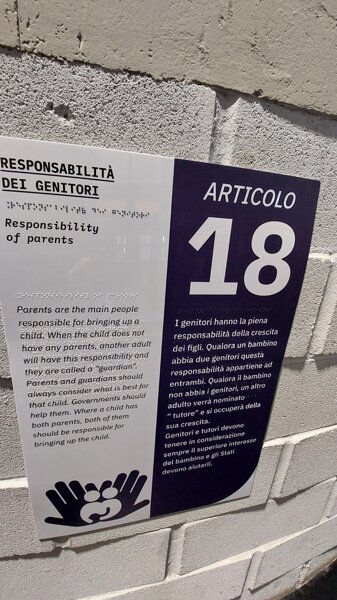 RESPONSABILITÀ
DEI GENITORI
Responsibility
of parents
Parents are the main people
responsible for bringing up a
child. When the child does not
have any parents, another adult
will have this responsibility and
they are called a "guardian".
Parents and guardians should
always consider what is best for
that child. Governments should
help them. Where a child has
both parents, both of them
should be responsible for
bringing up the child.
ARTICOLO
18
I genitori hanno la piena
responsabilità della crescita
dei figli. Qualora un bambino
abbia due genitori questa
responsabilità appartiene ad
entrambi. Qualora il bambino
non abbia i genitori, un altro
adulto verrà nominato
" tutore" e si occuperà della
sua crescita.
Genitori e tutori devono
tenere in considerazione
sempre il superiore interesse
del bambino e gli Stati
devono aiutarli.